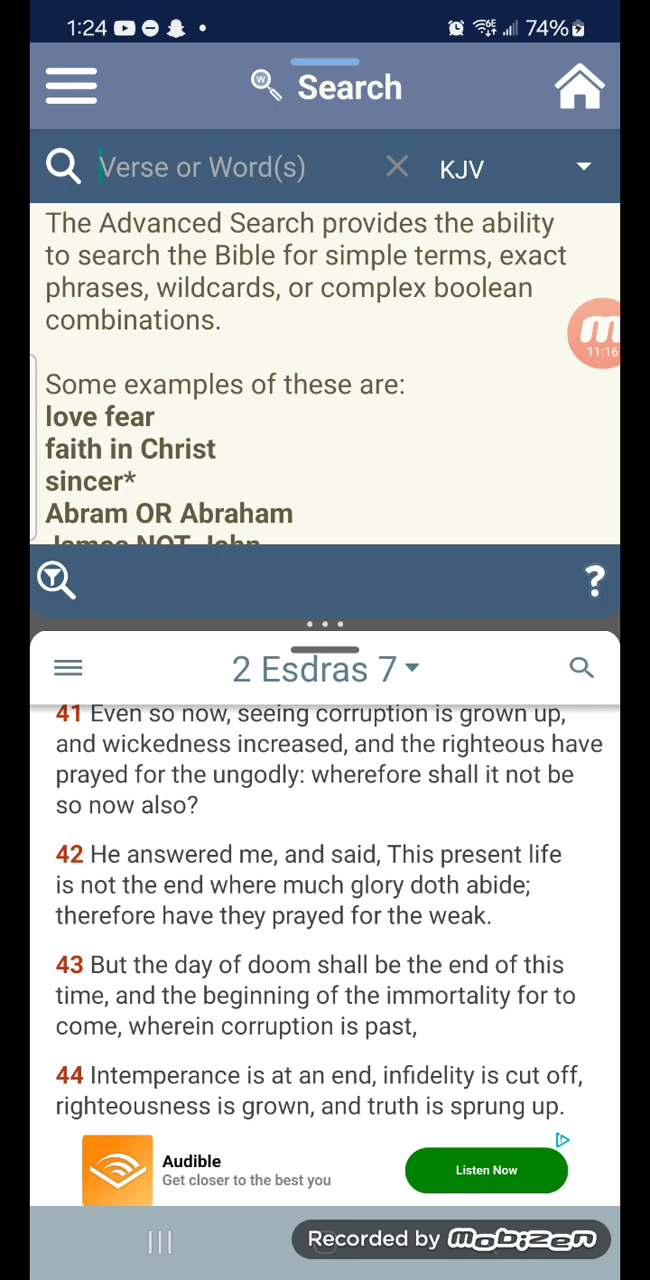 1:24 74%
Search
Verse or Word(s) KJV
The Advanced Search provides the ability
to search the Bible for simple terms, exact
phrases, wildcards, or complex boolean
combinations.
11:16
Some examples of these are:
love fear
faith in Christ
sincer*
Abram OR Abraham
James NOT John
?
2 Esdras 7
41 Even so now, seeing corruption is grown up,
and wickedness increased, and the righteous have
prayed for the ungodly: wherefore shall it not be
so now also?
42 He answered me, and said, This present life
is not the end where much glory doth abide;
therefore have they prayed for the weak.
43 But the day of doom shall be the end of this
time, and the beginning of the immortality for to
come, wherein corruption is past,
44 Intemperance is at an end, infidelity is cut off,
righteousness is grown, and truth is sprung up.
Audible
Get closer to the best you
Listen Now
Recorded by mobizen